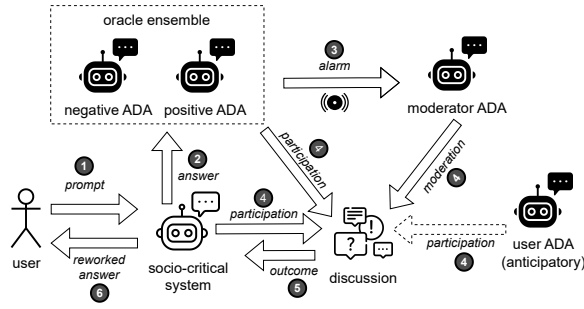 oracle ensemble
negative ADA
positive ADA
3
alarm
moderator ADA
1
prompt
2
answer
participation
4
4
moderation
4
participation
user
reworked
answer
6
socio-critical
system
outcome
5
discussion
participation
4
user ADA
(anticipatory)
? !